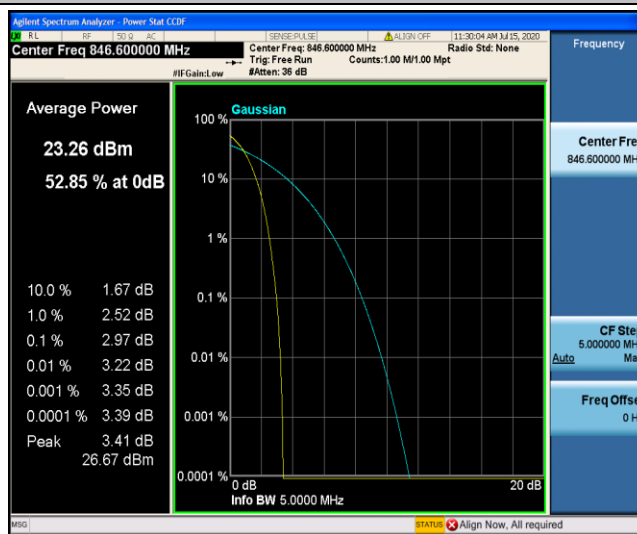 Agilent Spectrum Analyzer - Power Stat CCDF
RL RF 50 Ω AC SENSE:PULSE ALIGN OFF 11:30:04 AM Jul 15, 2020
Center Freq 846.600000 MHz
Center Freq: 846.600000 MHz Radio Std: None
Trig: Free Run Counts:1.00 M/1.00 Mpt
#IFGain:Low #Atten: 36 dB
Frequency
Average Power
23.26 dBm
52.85 % at 0dB
10.0 % 1.67 dB
1.0 % 2.52 dB
0.1 % 2.97 dB
0.01 % 3.22 dB
0.001 % 3.35 dB
0.0001 % 3.39 dB
Peak 3.41 dB
26.67 dBm
Gaussian
100 %
10 %
1 %
0.1 %
0.01 %
0.001 %
0.0001 %
0 dB 20 dB
Info BW 5.0000 MHz
Center Fre
846.600000 MH
CF Ste
5.000000 MH
Auto Ma
Freq Offse
0 H
MSG STATUS Align Now, All required